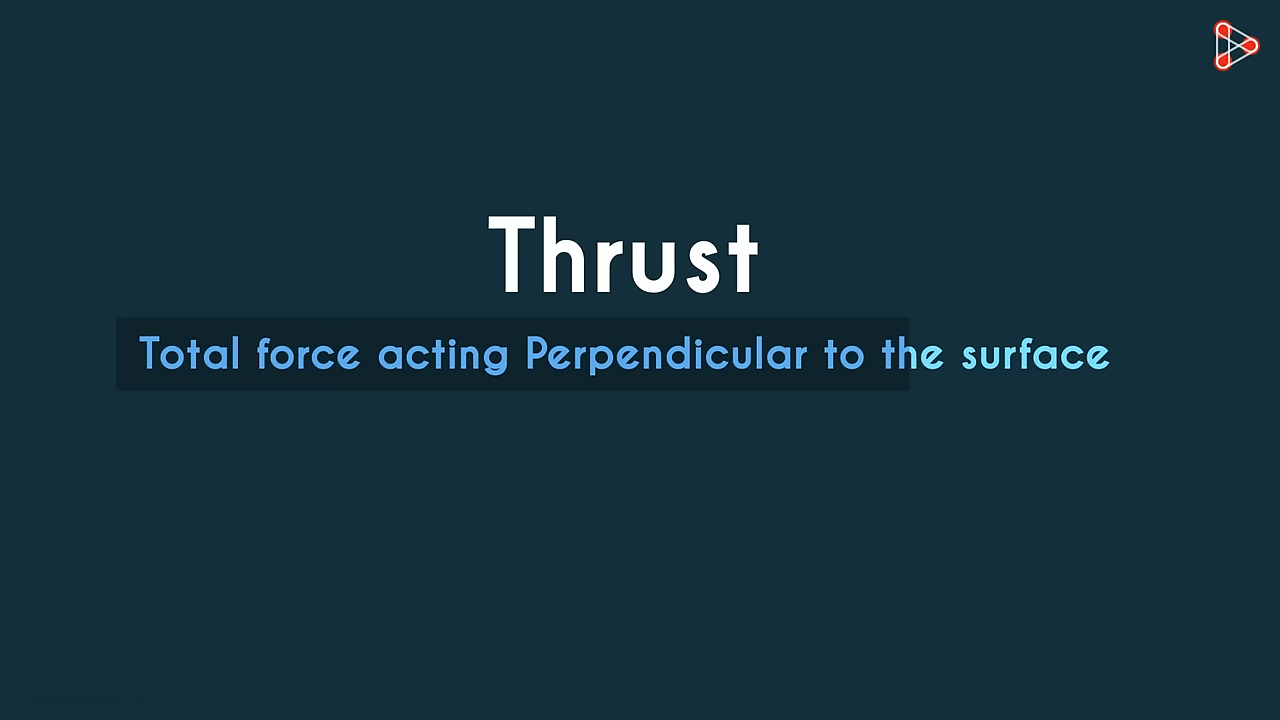 Thrust
Total force acting Perpendicular to the surface